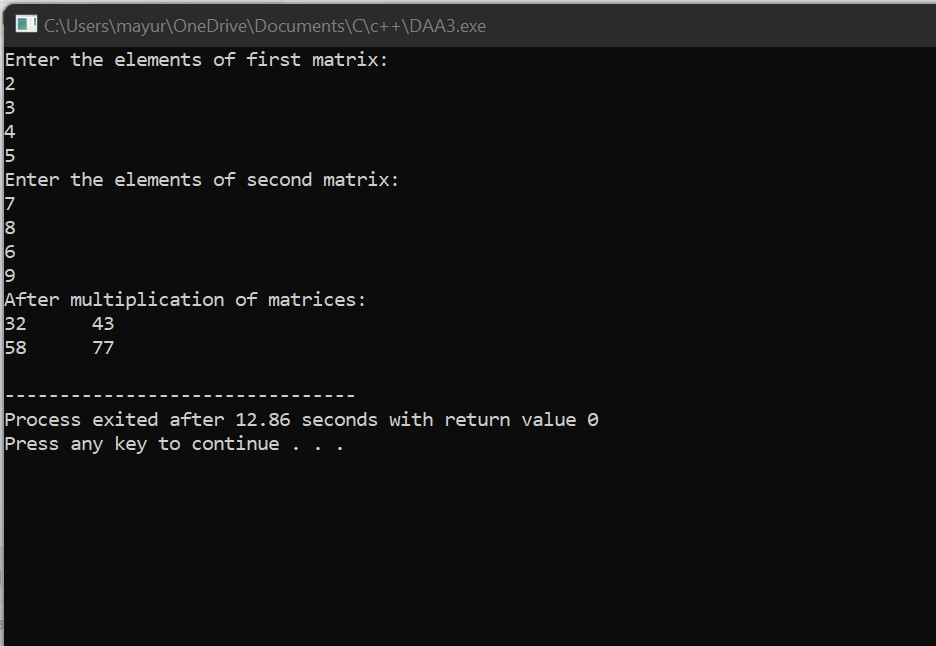 C:\Users\mayur\OneDrive\Documents\C\c++\DAA3.exe
Enter the elements of first matrix:
2
3
4
5
Enter the elements of second matrix:
7
8
6
9
After multiplication of matrices:
32 43
58 77
--------------------------------
Process exited after 12.86 seconds with return value 0
Press any key to continue . . .